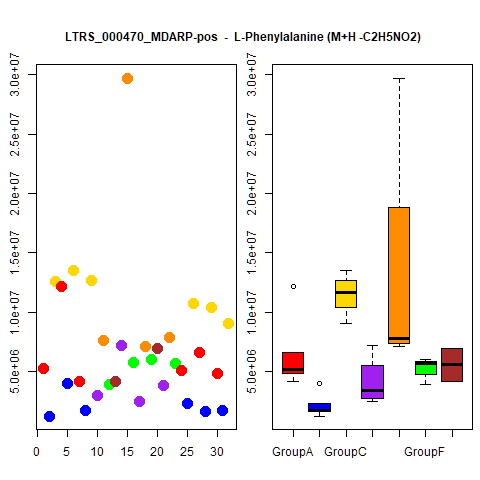 LTRS_000470_MDARP-pos - L-Phenylalanine (M+H -C2H5NO2)
3.0e+07
2.5e+07
2.0e+07
1.5e+07
1.0e+07
5.0e+06
0 5 10 15 20 25 30
3.0e+07
2.5e+07
2.0e+07
1.5e+07
1.0e+07
5.0e+06
GroupA GroupC GroupF